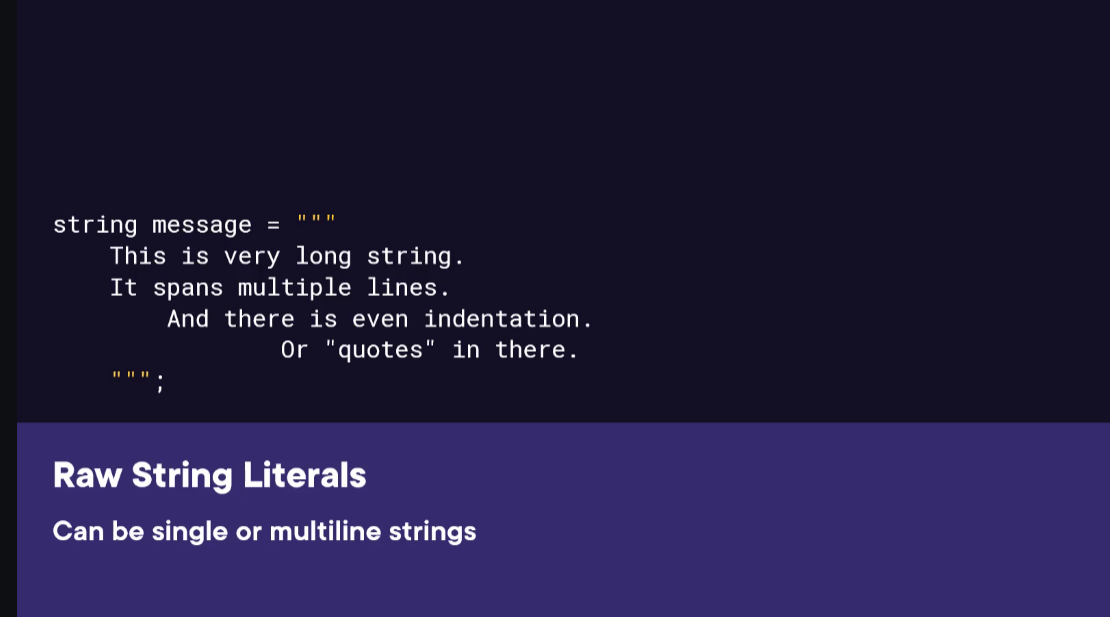 string message = """
    This is very long string.
    It spans multiple lines.
        And there is even indentation.
                Or "quotes" in there.
    """;
Raw String Literals
Can be single or multiline strings